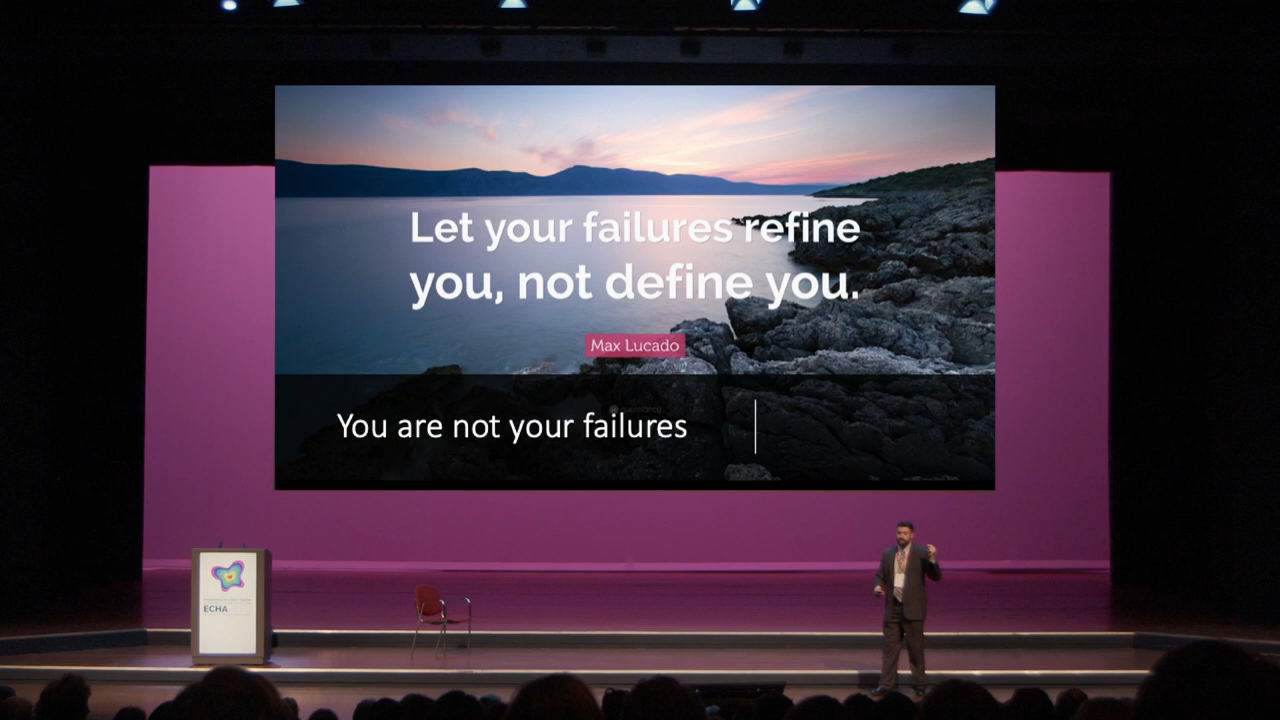 Let your failures refine
you, not define you.
Max Lucado
You are not your failures
ECHA